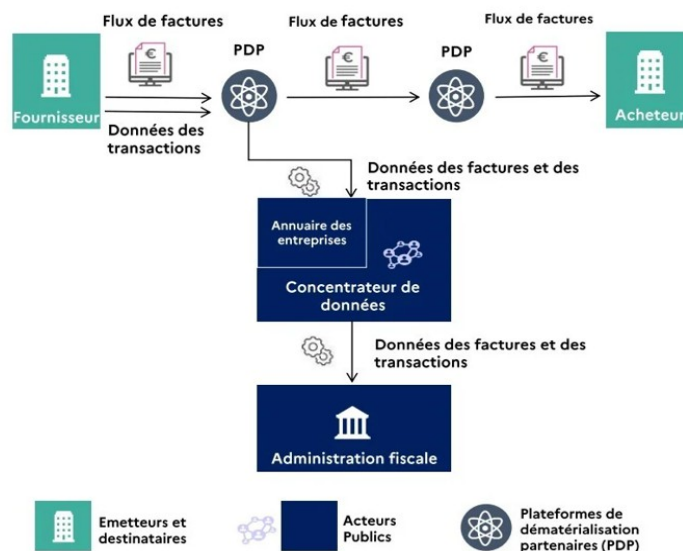 Flux de factures
Flux de factures
Flux de factures
PDP
PDP
€
€
€
Fournisseur
Acheteur
Données des
transactions
Données des factures et des
transactions
Annuaire des
entreprises
Concentrateur de
données
Données des factures et des
transactions
Administration fiscale
Emetteurs et
destinataires
Acteurs
Publics
Plateformes de
dématérialisation
partenaires (PDP)